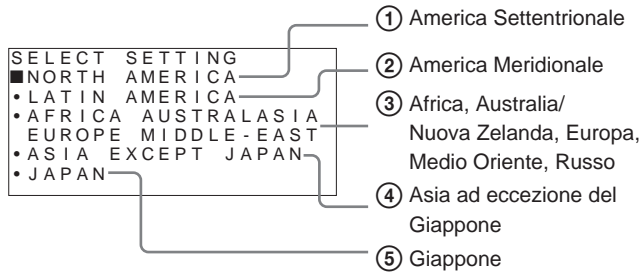 SELECT SETTING
■NORTH AMERICA
•LATIN AMERICA
•AFRICA AUSTRALASIA
EUROPE MIDDLE-EAST
•ASIA EXCEPT JAPAN
•JAPAN
① America Settentrionale
② America Meridionale
③ Africa, Australia/
Nuova Zelanda, Europa,
Medio Oriente, Russo
④ Asia ad eccezione del
Giappone
⑤ Giappone